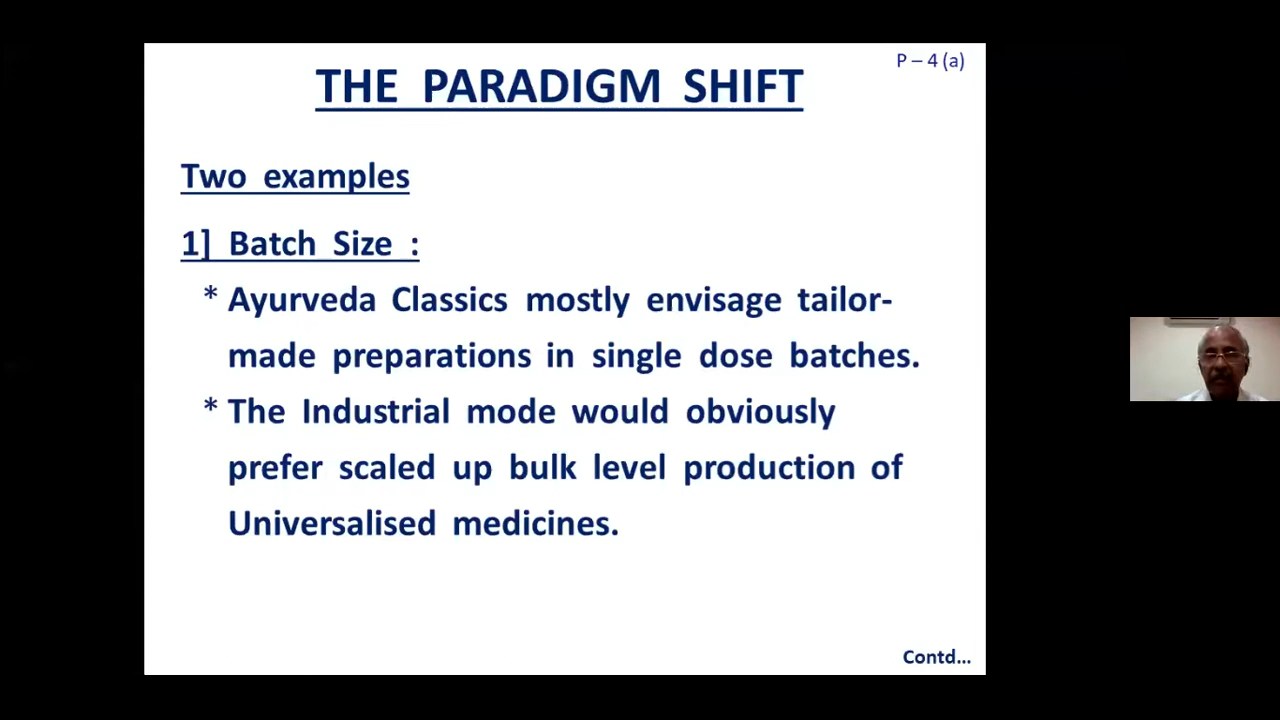 P – 4 (a)
THE PARADIGM SHIFT
Two examples
1] Batch Size :
* Ayurveda Classics mostly envisage tailor-
made preparations in single dose batches.
* The Industrial mode would obviously
prefer scaled up bulk level production of
Universalised medicines.
Contd...